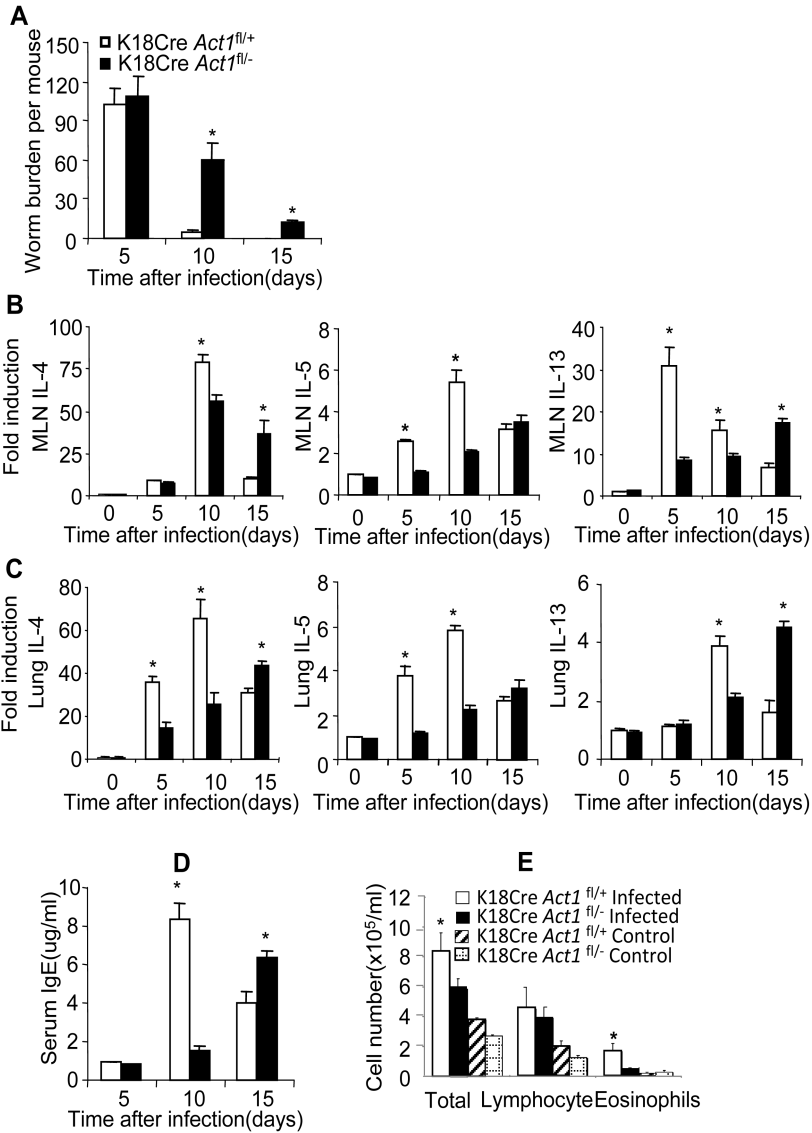 A
K18Cre Act1fl/+
K18Cre Act1fl/-
Worm burden per mouse
150
120
90
60
30
0
*
*
5 10 15
Time after infection(days)
B
Fold induction
MLN IL-4
100
75
50
25
0
*
*
0 5 10 15
Time after infection(days)
MLN IL-5
8
6
4
2
0
*
*
0 5 10 15
Time after infection(days)
MLN IL-13
40
30
20
10
0
*
*
*
0 5 10 15
Time after infection(days)
C
Fold induction
Lung IL-4
80
60
40
20
0
*
*
*
0 5 10 15
Time after infection(days)
Lung IL-5
8
6
4
2
0
*
*
0 5 10 15
Time after infection(days)
Lung IL-13
6
4
2
0
*
*
0 5 10 15
Time after infection(days)
D
Serum IgE(ug/ml)
10
8
6
4
2
0
*
*
5 10 15
Time after infection(days)
E
K18Cre Act1 fl/+ Infected
K18Cre Act1 fl/- Infected
K18Cre Act1 fl/+ Control
K18Cre Act1 fl/- Control
Cell number(x10⁵/ml)
12
10
8
6
4
2
0
*
*
Total Lymphocyte Eosinophils